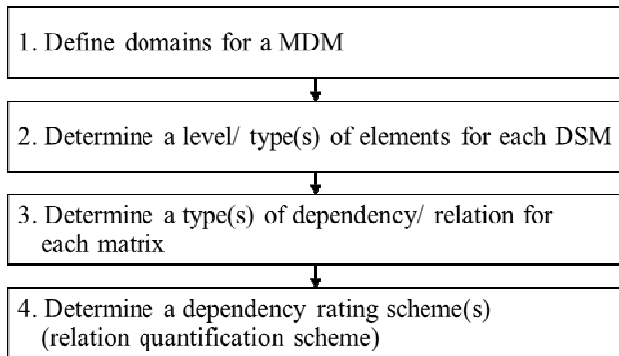 1. Define domains for a MDM
2. Determine a level/ type(s) of elements for each DSM
3. Determine a type(s) of dependency/ relation for
each matrix
4. Determine a dependency rating scheme(s)
(relation quantification scheme)